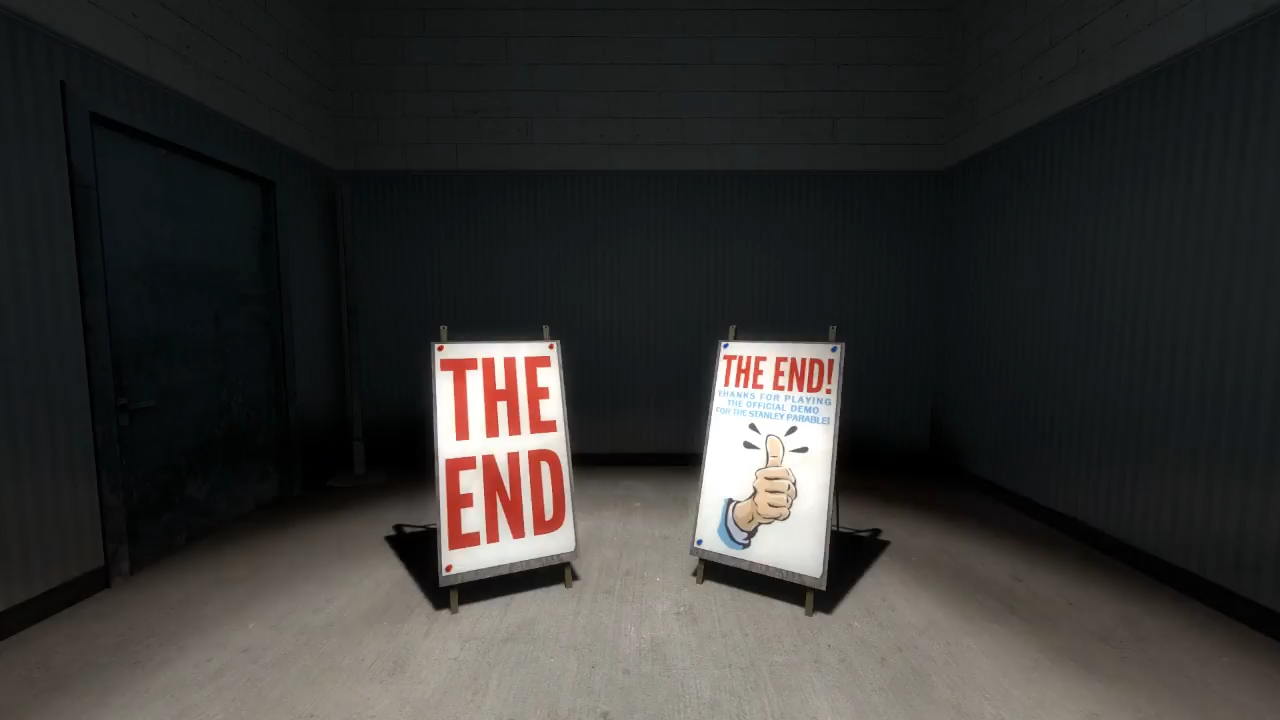 THE
END
THE END!
THANKS FOR PLAYING
THE OFFICIAL DEMO
FOR THE STANLEY PARABLE!